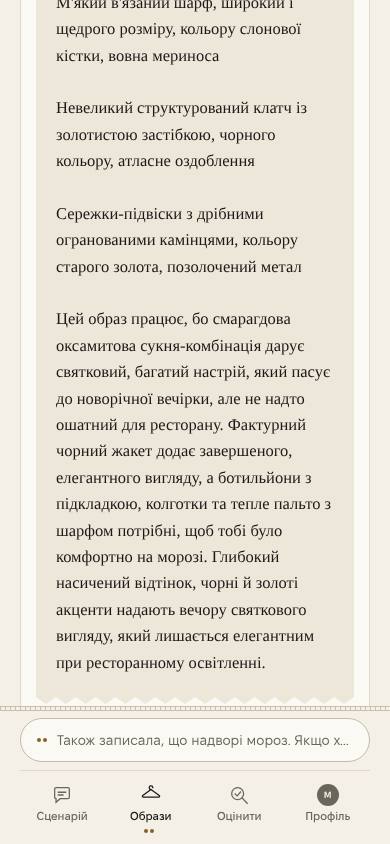 М'який в'язаний шарф, широкий і
щедрого розміру, кольору слонової
кістки, вовна мериноса
Невеликий структурований клатч із
золотистою застібкою, чорного
кольору, атласне оздоблення
Сережки-підвіски з дрібними
ограновaними камінцями, кольору
старого золота, позолочений метал
Цей образ працює, бо смарагдова
оксамитова сукня-комбінація дарує
святковий, багатий настрій, який пасує
до новорічної вечірки, але не надто
ошатний для ресторану. Фактурний
чорний жакет додає завершеного,
елегантного вигляду, а ботильйони з
підкладкою, колготки та тепле пальто з
шарфом потрібні, щоб тобі було
комфортно на морозі. Глибокий
насичений відтінок, чорні й золоті
акценти надають вечору святкового
вигляду, який лишається елегантним
при ресторанному освітленні.
Також записала, що надворі мороз. Якщо х...
Сценарій
Образи
Оцінити
М
Профіль